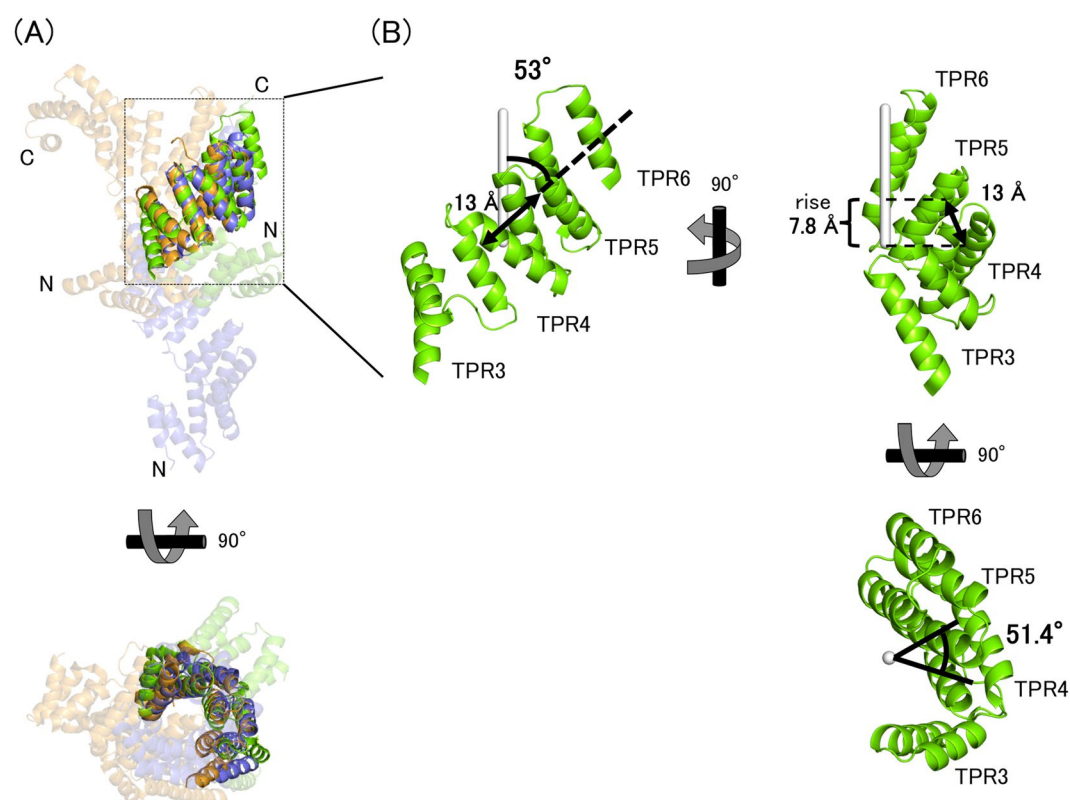 (A)
(B)
C
C
N
N
N
90°
53°
13 Å
TPR6
TPR5
TPR4
TPR3
90°
TPR6
TPR5
13 Å
rise
7.8 Å
TPR4
TPR3
90°
TPR6
TPR5
51.4°
TPR4
TPR3